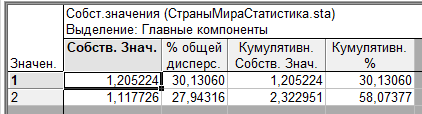 Собст.значения (СтраныМираСтатистика.sta)
Выделение: Главные компоненты
Значен. Собств. Знач. % общей дисперс. Кумулятивн. Собств. Знач. Кумулятивн. %
1 1,205224 30,13060 1,205224 30,13060
2 1,117726 27,94316 2,322951 58,07377